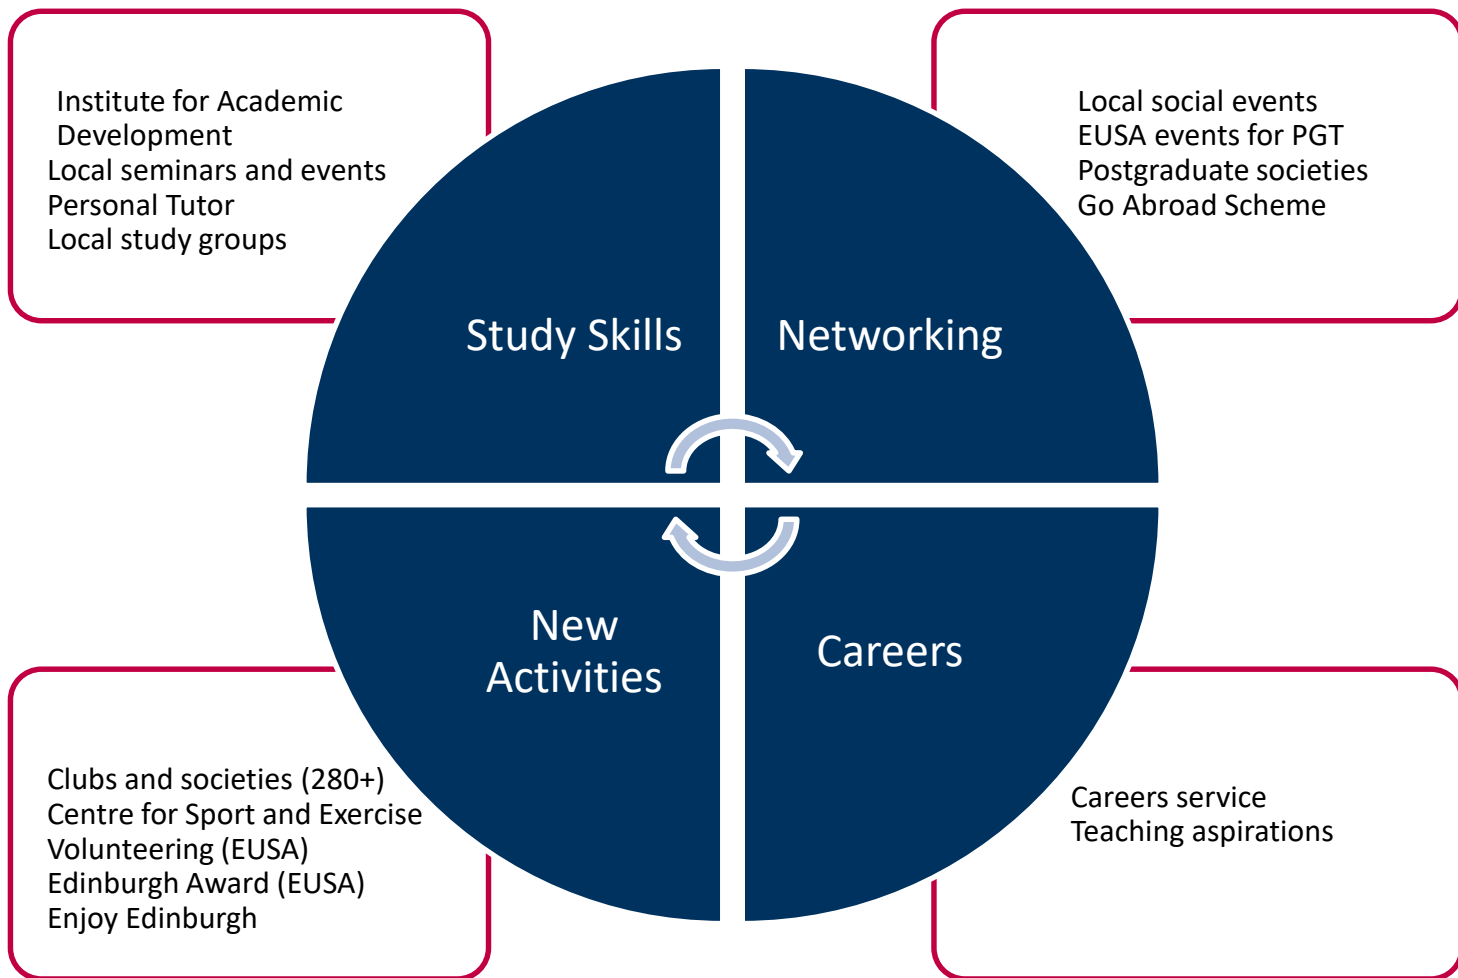 Institute for Academic
Development
Local seminars and events
Personal Tutor
Local study groups
Local social events
EUSA events for PGT
Postgraduate societies
Go Abroad Scheme
Study Skills
Networking
New
Activities
Careers
Clubs and societies (280+)
Centre for Sport and Exercise
Volunteering (EUSA)
Edinburgh Award (EUSA)
Enjoy Edinburgh
Careers service
Teaching aspirations